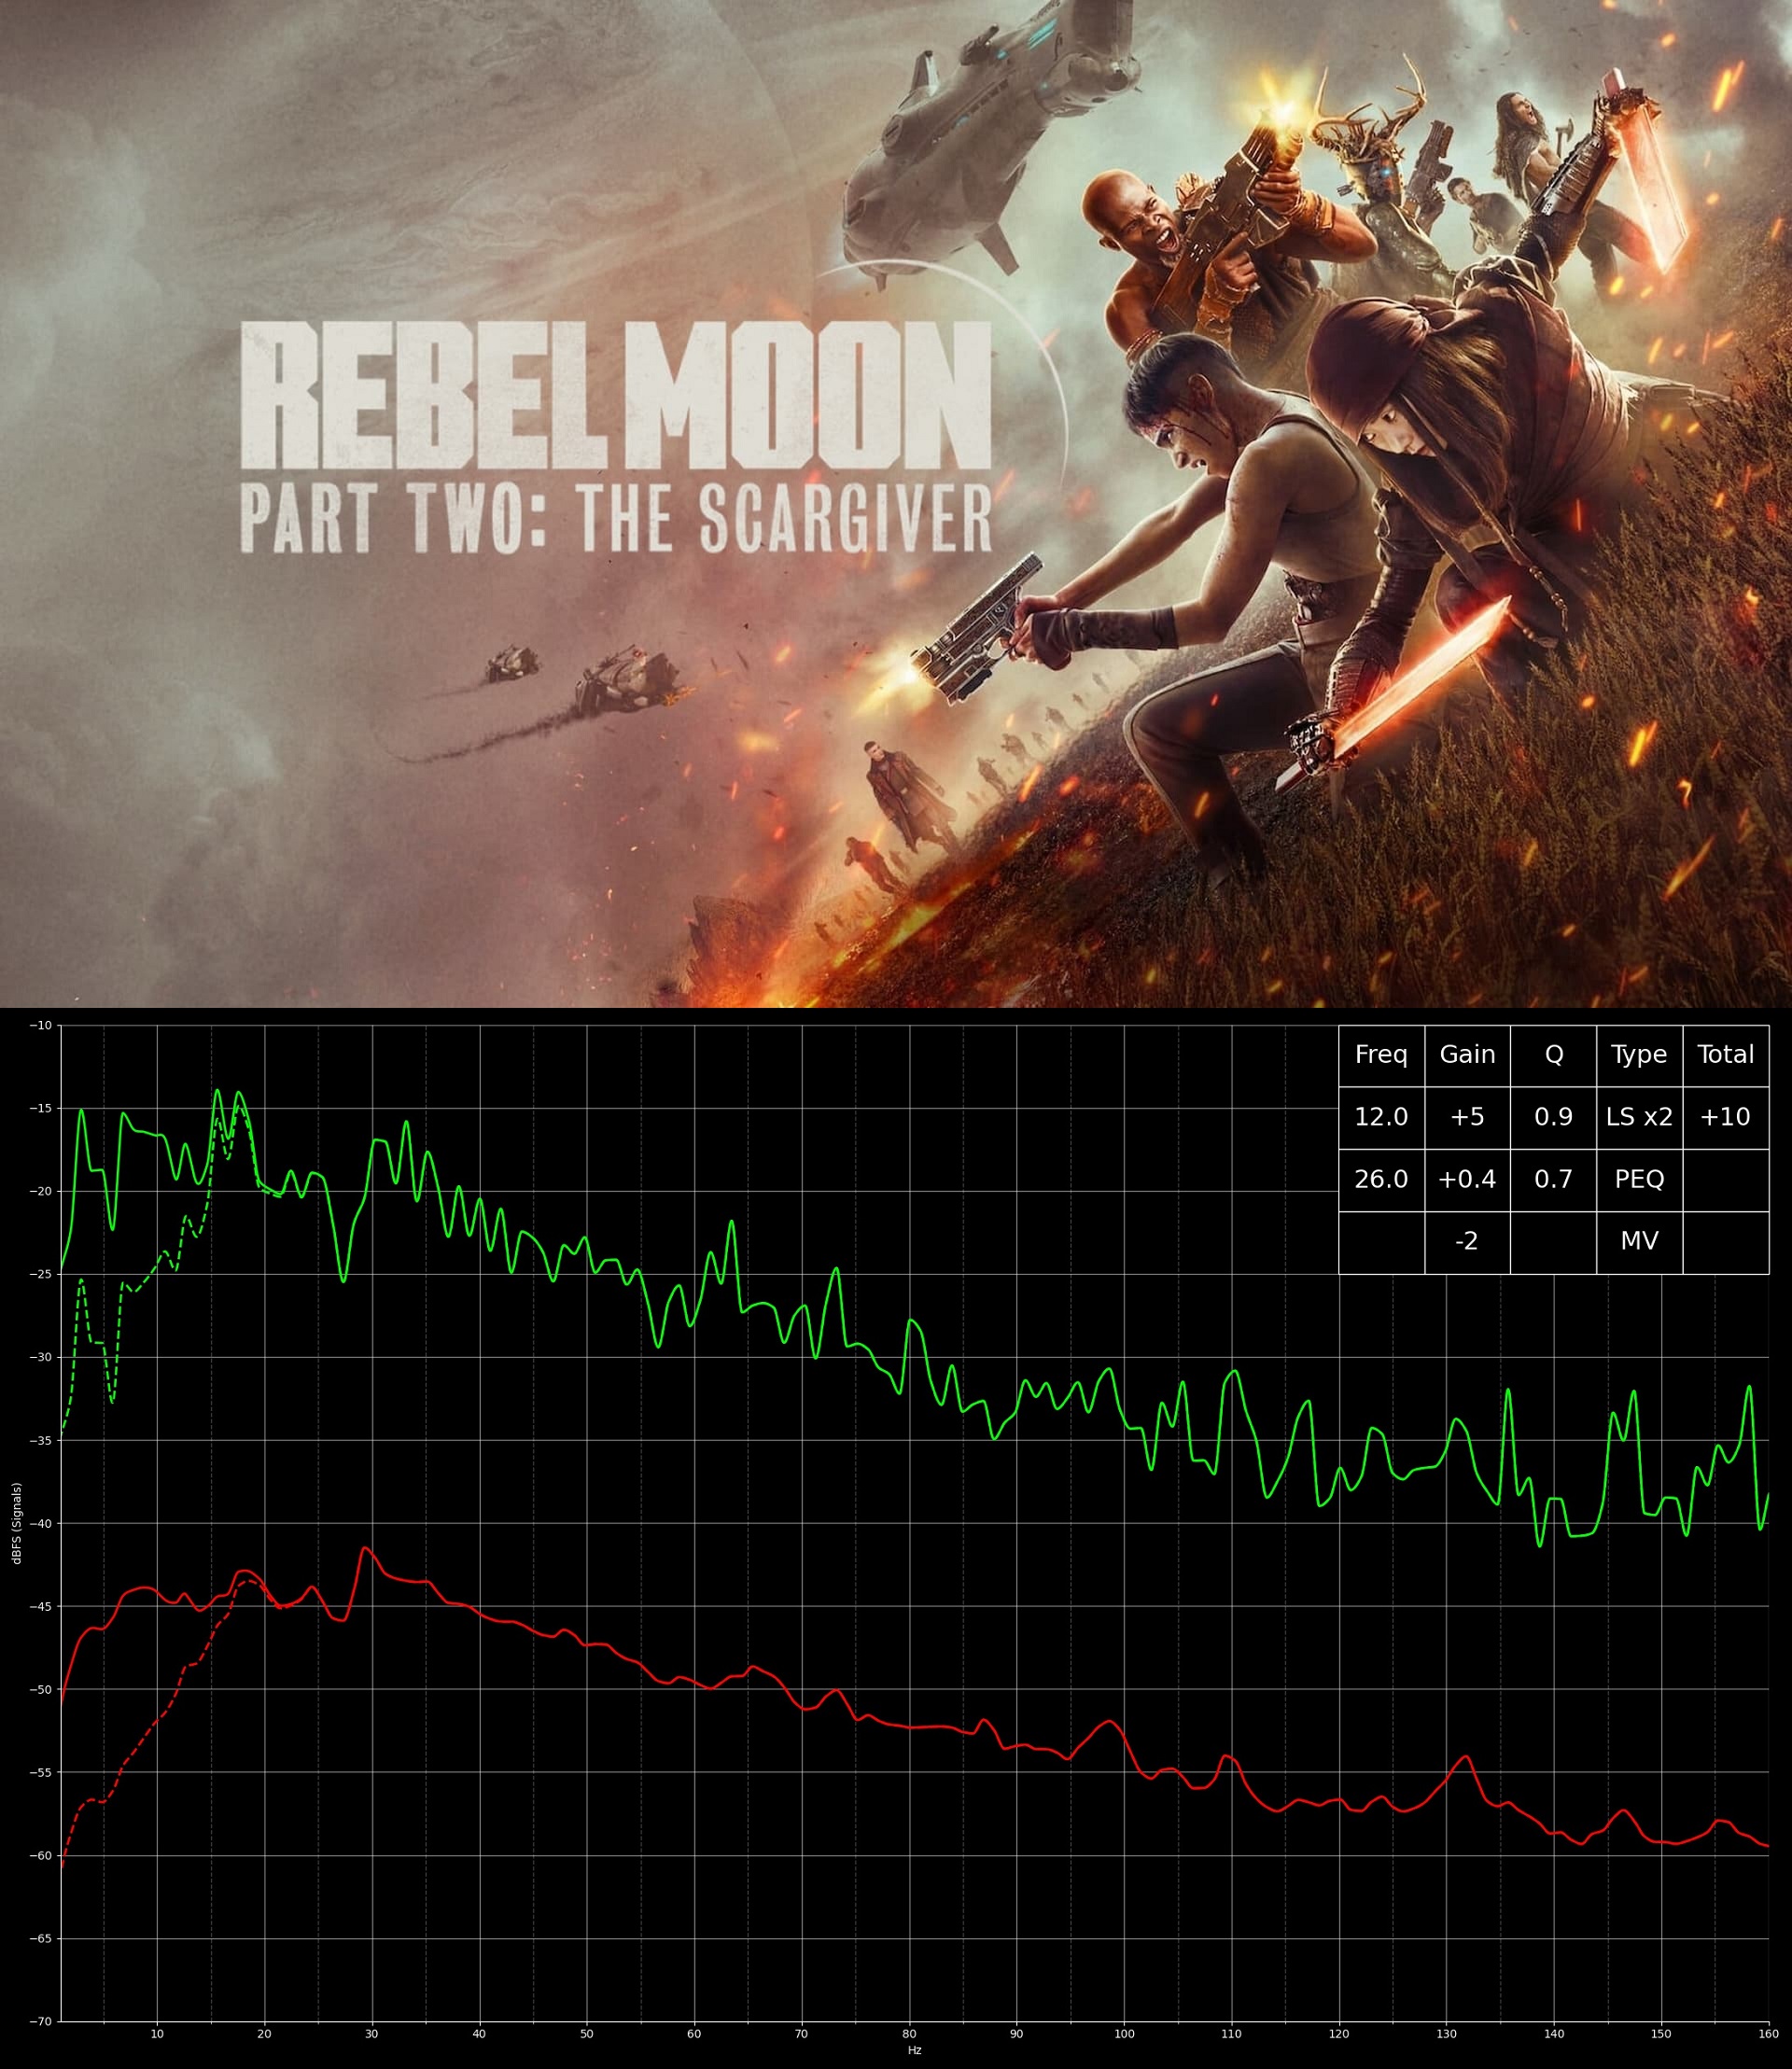 REBEL MOON
PART TWO: THE SCARGIVER
Freq Gain Q Type Total
12.0 +5 0.9 LS x2 +10
26.0 +0.4 0.7 PEQ
-2 MV
−10
−15
−20
−25
−30
−35
−40
−45
−50
−55
−60
−65
−70
dBFS (Signals)
10 20 30 40 50 60 70 80 90 100 110 120 130 140 150 160
Hz